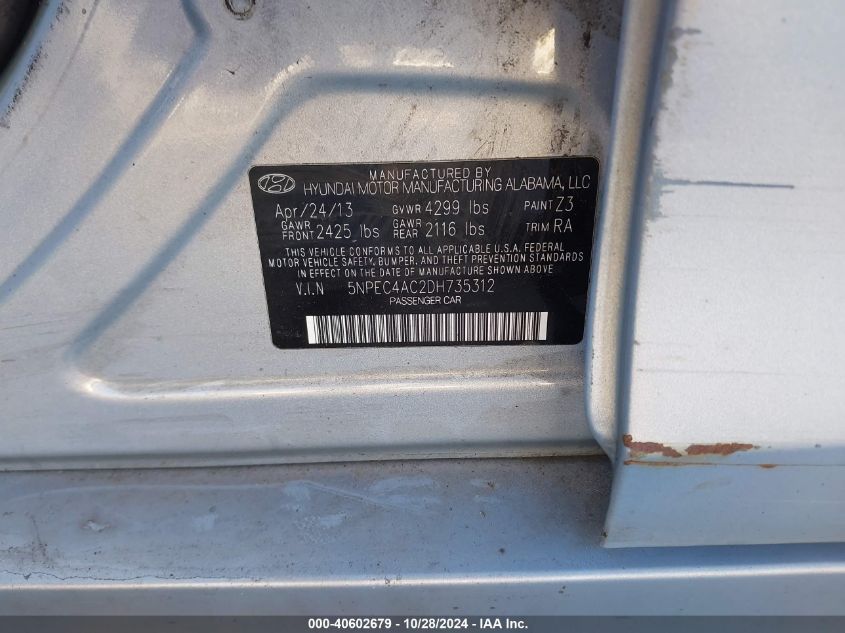 MANUFACTURED BY
HYUNDAI MOTOR MANUFACTURING ALABAMA, LLC
Apr/24/13 GVWR 4299 lbs PAINT Z3
GAWR FRONT 2425 lbs GAWR REAR 2116 lbs TRIM RA
THIS VEHICLE CONFORMS TO ALL APPLICABLE U.S.A. FEDERAL
MOTOR VEHICLE SAFETY, BUMPER, AND THEFT PREVENTION STANDARDS
IN EFFECT ON THE DATE OF MANUFACTURE SHOWN ABOVE.
V.I.N 5NPEC4AC2DH735312
PASSENGER CAR
000-40602679 - 10/28/2024 - IAA Inc.